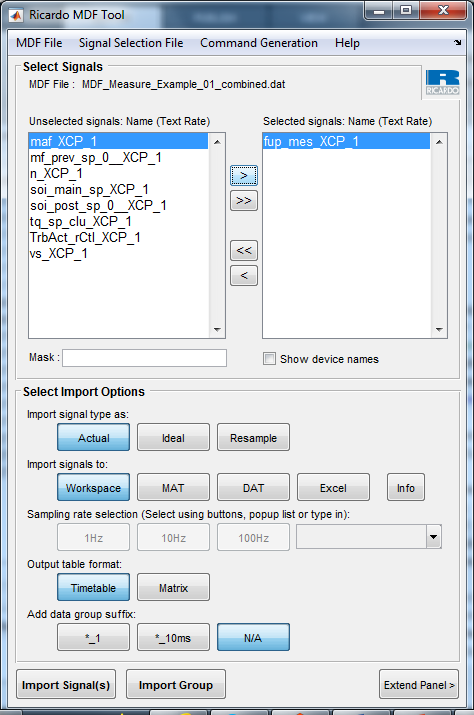 Ricardo MDF Tool
MDF File Signal Selection File Command Generation Help
Select Signals
MDF File : MDF_Measure_Example_01_combined.dat
R
RICARDO
Unselected signals: Name (Text Rate)
maf_XCP_1
mf_prev_sp_0__XCP_1
n_XCP_1
soi_main_sp_XCP_1
soi_post_sp_0__XCP_1
tq_sp_clu_XCP_1
TrbAct_rCtl_XCP_1
vs_XCP_1
>
>>
<<
<
Selected signals: Name (Text Rate)
fup_mes_XCP_1
Mask :
Show device names
Select Import Options
Import signal type as:
Actual Ideal Resample
Import signals to:
Workspace MAT DAT Excel Info
Sampling rate selection (Select using buttons, popup list or type in):
1Hz 10Hz 100Hz
Output table format:
Timetable Matrix
Add data group suffix:
*_1 *_10ms N/A
Import Signal(s) Import Group Extend Panel >